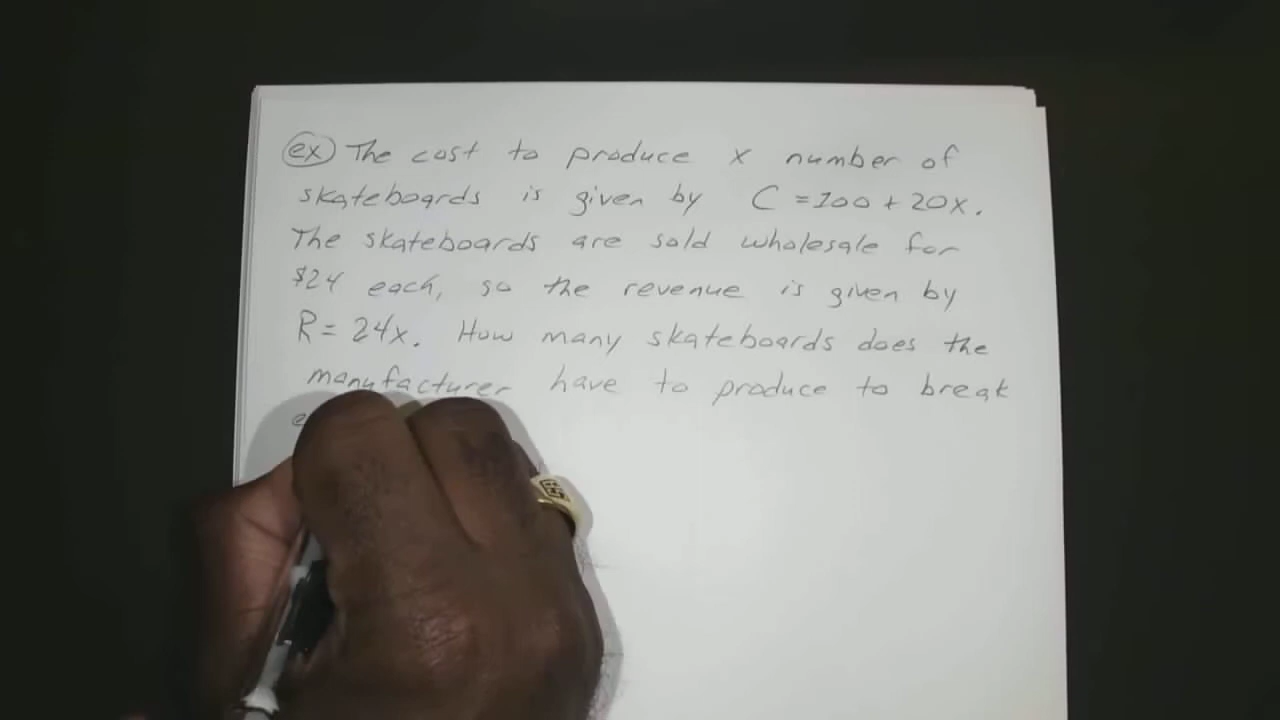 ex The cost to produce x number of
skateboards is given by C = 100 + 20x.
The skateboards are sold wholesale for
$24 each, so the revenue is given by
R = 24x. How many skateboards does the
manufacturer have to produce to break